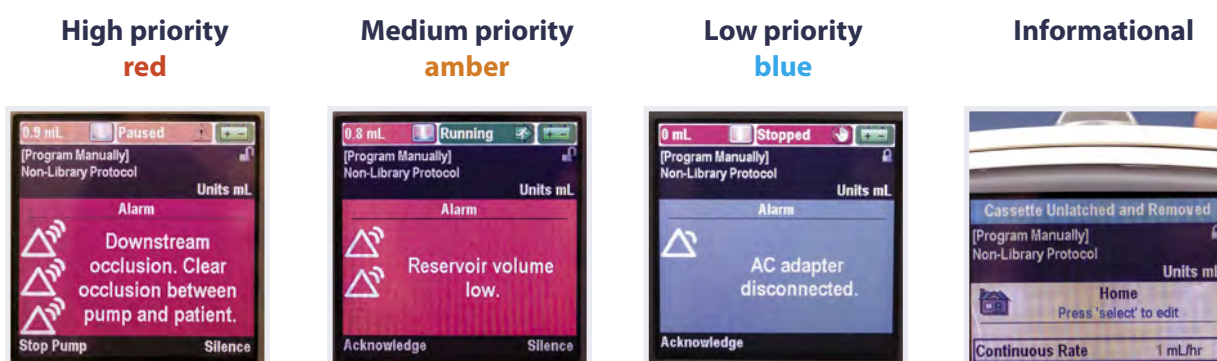 High priority
red
Medium priority
amber
Low priority
blue
Informational
0.9 mL Paused
[Program Manually]
Non-Library Protocol
Units mL
Alarm
Downstream
occlusion. Clear
occlusion between
pump and patient.
Stop Pump Silence
0.8 mL Running
[Program Manually]
Non-Library Protocol
Units mL
Alarm
Reservoir volume
low.
Acknowledge Silence
0 mL Stopped
[Program Manually]
Non-Library Protocol
Units mL
Alarm
AC adapter
disconnected.
Acknowledge
Cassette Unlatched and Removed
[Program Manually]
Non-Library Protocol
Units mL
Home
Press 'select' to edit
Continuous Rate 1 mL/hr